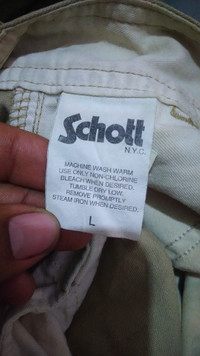 Schott
N.Y.C.
MACHINE WASH WARM
USE ONLY NON-CHLORINE
BLEACH WHEN DESIRED.
TUMBLE DRY LOW.
REMOVE PROMPTLY
STEAM IRON WHEN DESIRED.
L